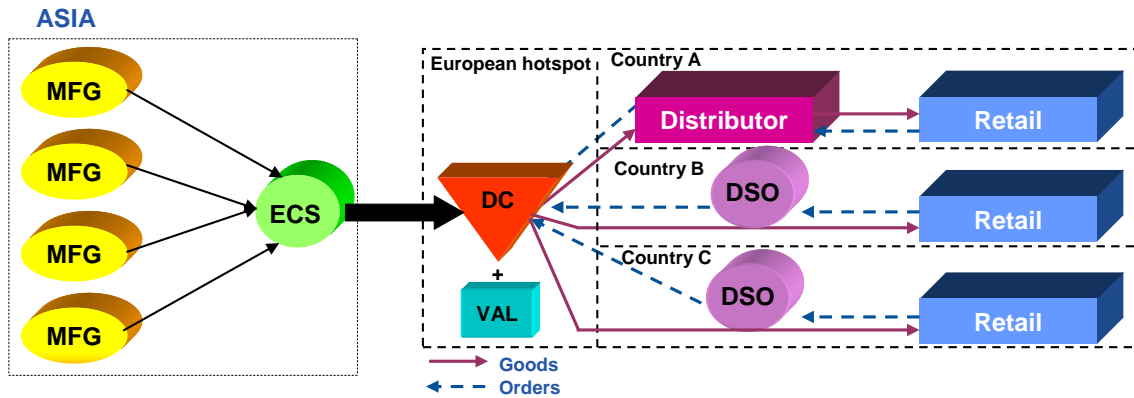 ASIA
MFG
MFG
MFG
MFG
ECS
European hotspot
DC
+
VAL
Country A
Distributor
Retail
Country B
DSO
Retail
Country C
DSO
Retail
Goods
Orders